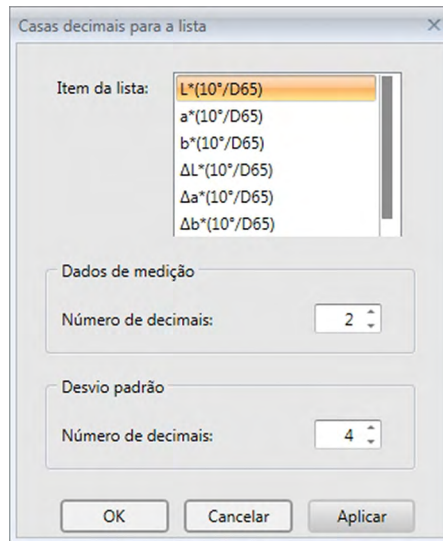 Casas decimais para a lista
Item da lista:
L*(10°/D65)
a*(10°/D65)
b*(10°/D65)
ΔL*(10°/D65)
Δa*(10°/D65)
Δb*(10°/D65)
Dados de medição
Número de decimais: 2
Desvio padrão
Número de decimais: 4
OK Cancelar Aplicar